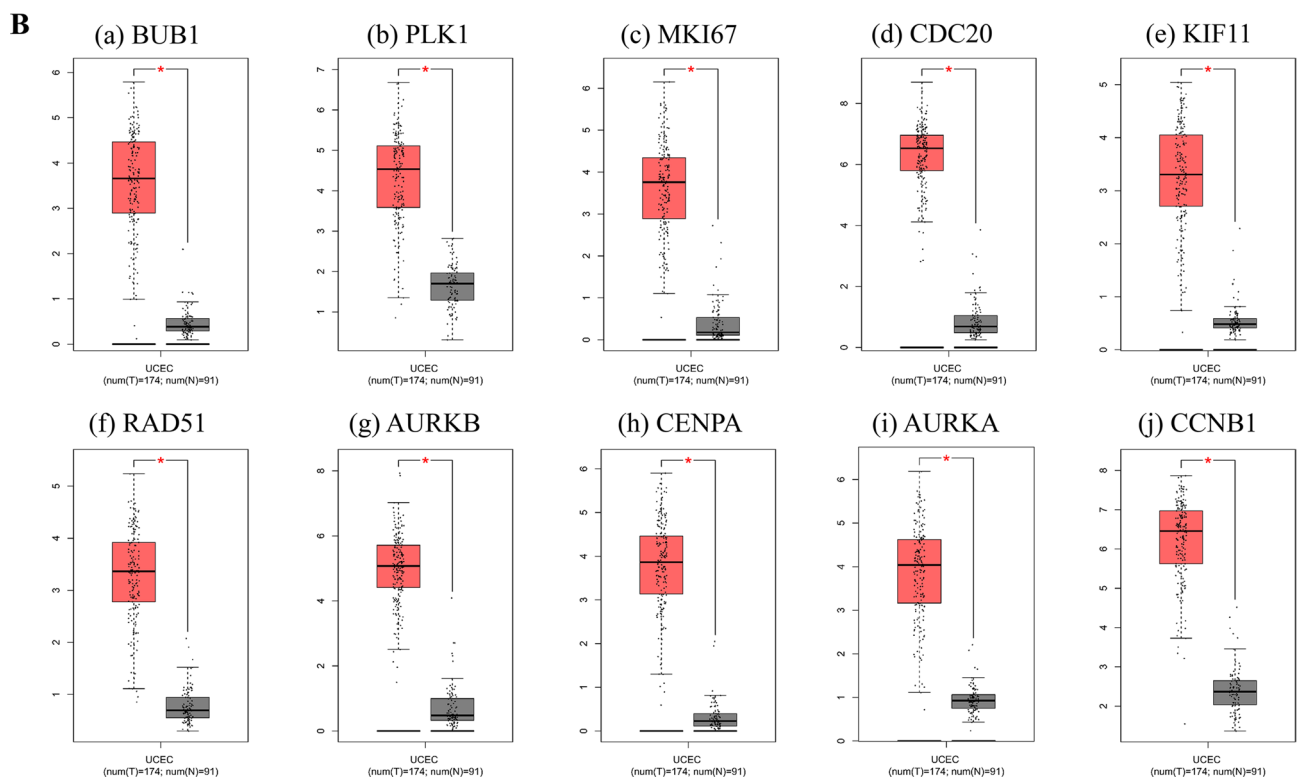 B
(a) BUB1
(b) PLK1
(c) MKI67
(d) CDC20
(e) KIF11
6
5
4
3
2
1
0
*
UCEC
(num(T)=174; num(N)=91)
7
6
5
4
3
2
1
*
UCEC
(num(T)=174; num(N)=91)
6
5
4
3
2
1
0
*
UCEC
(num(T)=174; num(N)=91)
8
6
4
2
0
*
UCEC
(num(T)=174; num(N)=91)
5
4
3
2
1
0
*
UCEC
(num(T)=174; num(N)=91)
(f) RAD51
(g) AURKB
(h) CENPA
(i) AURKA
(j) CCNB1
5
4
3
2
1
*
UCEC
(num(T)=174; num(N)=91)
8
6
4
2
0
*
UCEC
(num(T)=174; num(N)=91)
6
5
4
3
2
1
0
*
UCEC
(num(T)=174; num(N)=91)
6
5
4
3
2
1
0
*
UCEC
(num(T)=174; num(N)=91)
8
7
6
5
4
3
2
*
UCEC
(num(T)=174; num(N)=91)